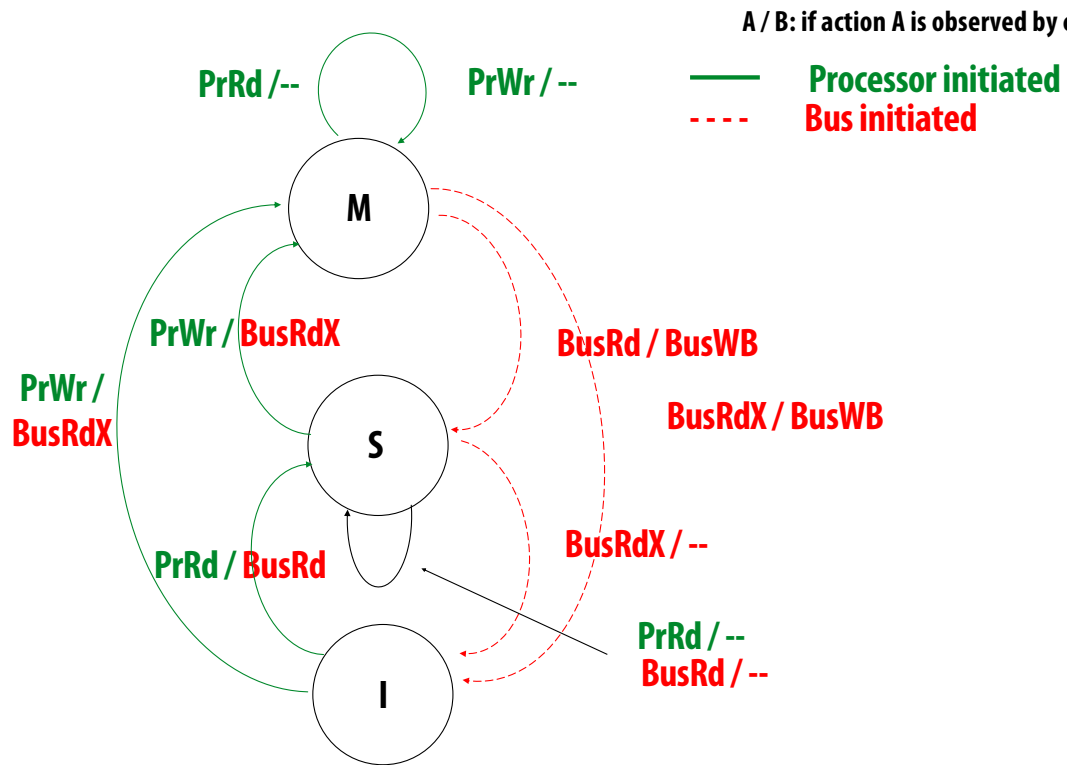 A / B: if action A is observed by
Processor initiated
Bus initiated
PrRd /--
PrWr / --
M
PrWr / BusRdX
BusRd / BusWB
PrWr /
BusRdX
BusRdX / BusWB
S
BusRdX / --
PrRd / BusRd
PrRd / --
BusRd / --
I